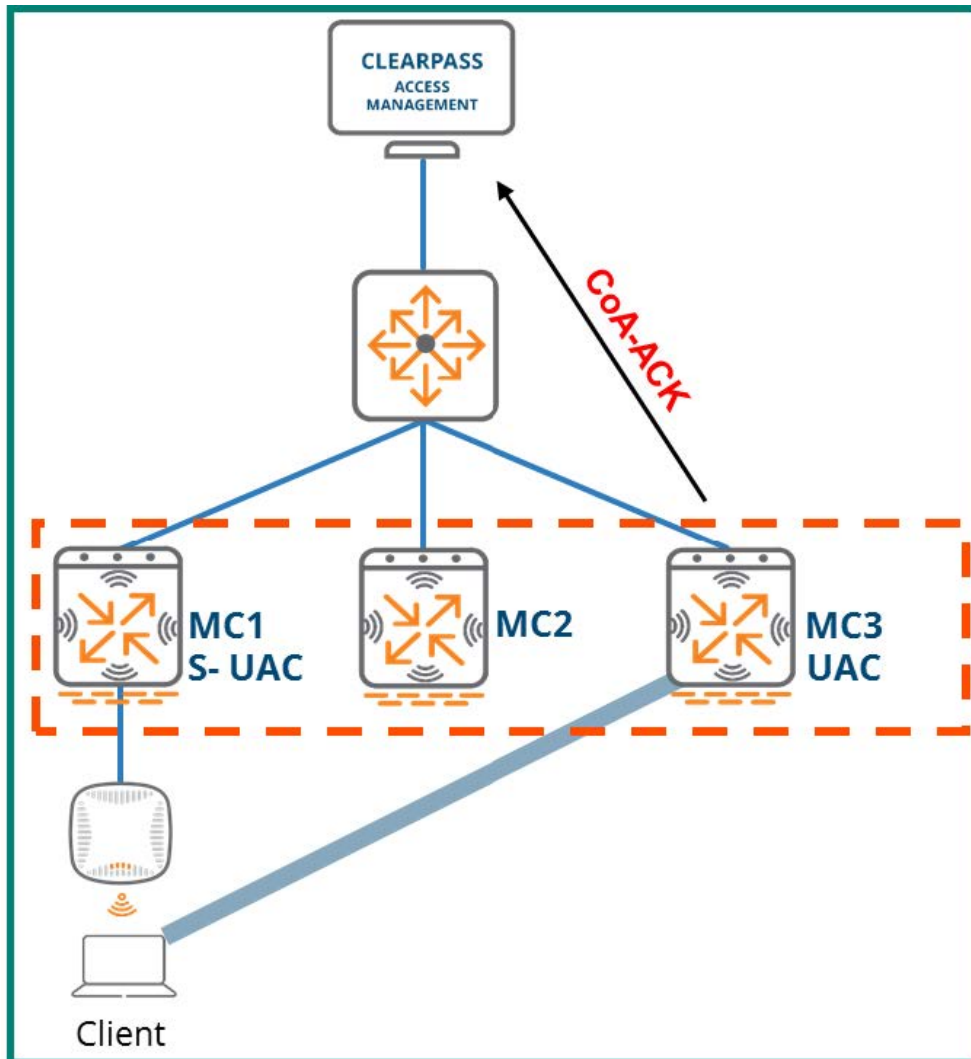 CLEARPASS
ACCESS
MANAGEMENT
CoA-ACK
MC1
S- UAC
MC2
MC3
UAC
Client